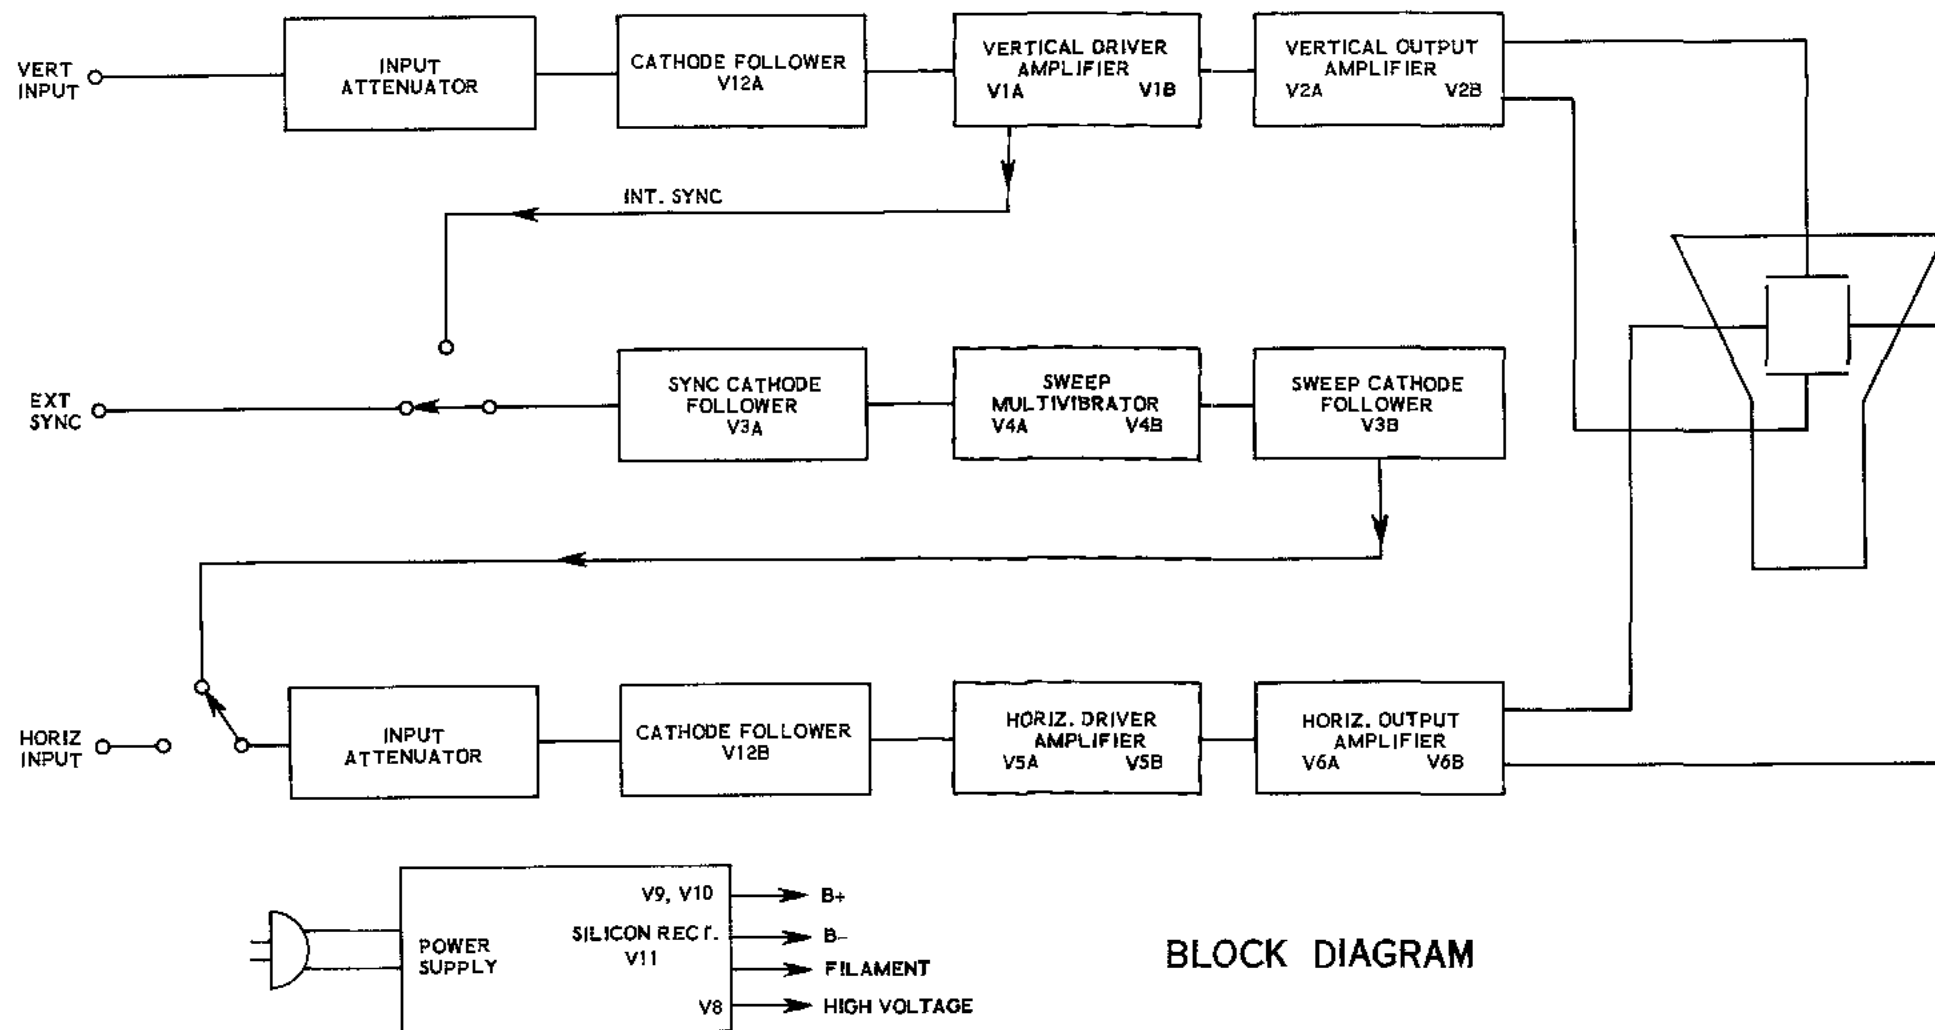 VERT
INPUT
INPUT
ATTENUATOR
CATHODE FOLLOWER
V12A
VERTICAL DRIVER
AMPLIFIER
V1A V1B
VERTICAL OUTPUT
AMPLIFIER
V2A V2B
INT. SYNC
EXT
SYNC
SYNC CATHODE
FOLLOWER
V3A
SWEEP
MULTIVIBRATOR
V4A V4B
SWEEP CATHODE
FOLLOWER
V3B
HORIZ
INPUT
INPUT
ATTENUATOR
CATHODE FOLLOWER
V12B
HORIZ. DRIVER
AMPLIFIER
V5A V5B
HORIZ. OUTPUT
AMPLIFIER
V6A V6B
POWER
SUPPLY
V9, V10
SILICON RECT.
V11
V8
B+
B-
FILAMENT
HIGH VOLTAGE
BLOCK DIAGRAM